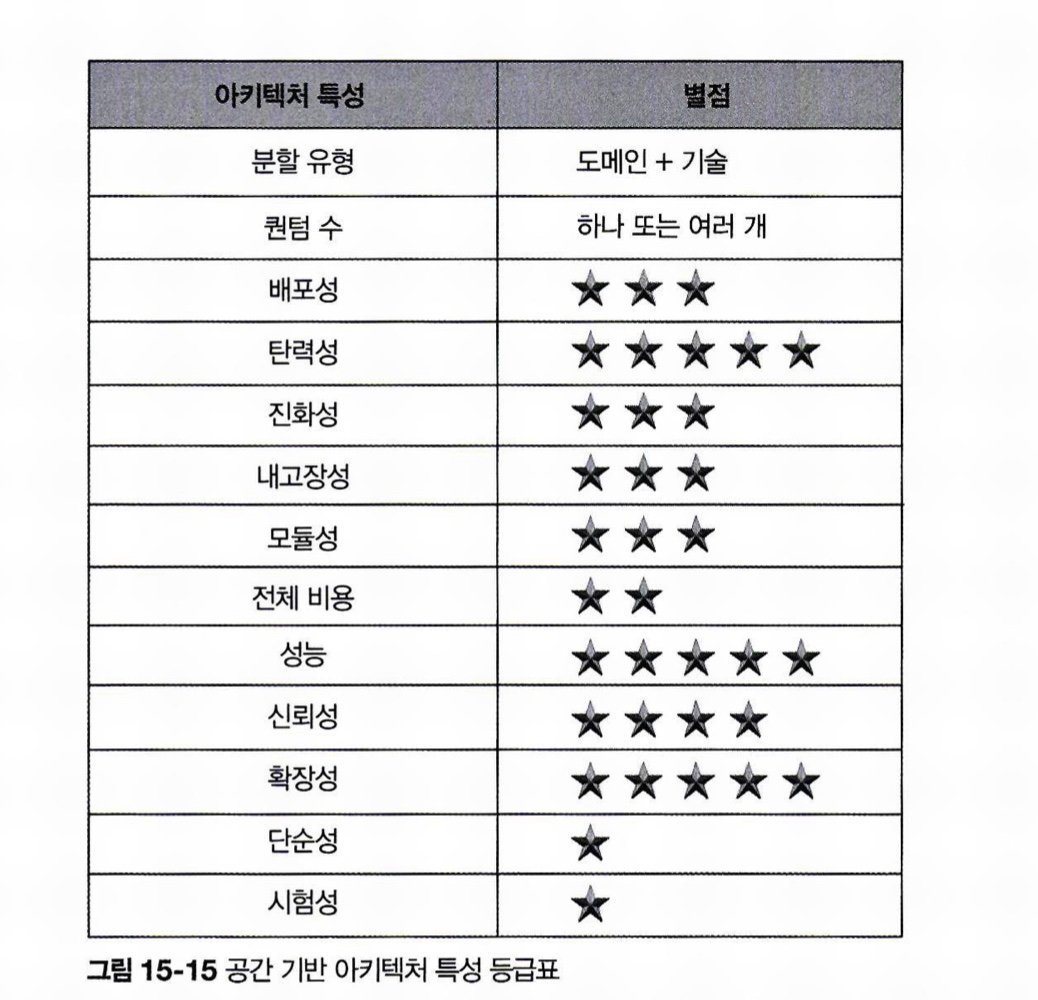 아키텍처 특성 별점
분할 유형 도메인 + 기술
퀀텀 수 하나 또는 여러 개
배포성 ★ ★ ★
탄력성 ★ ★ ★ ★ ★
진화성 ★ ★ ★
내고장성 ★ ★ ★
모듈성 ★ ★ ★
전체 비용 ★ ★
성능 ★ ★ ★ ★ ★
신뢰성 ★ ★ ★ ★
확장성 ★ ★ ★ ★ ★
단순성 ★
시험성 ★
그림 15-15 공간 기반 아키텍처 특성 등급표